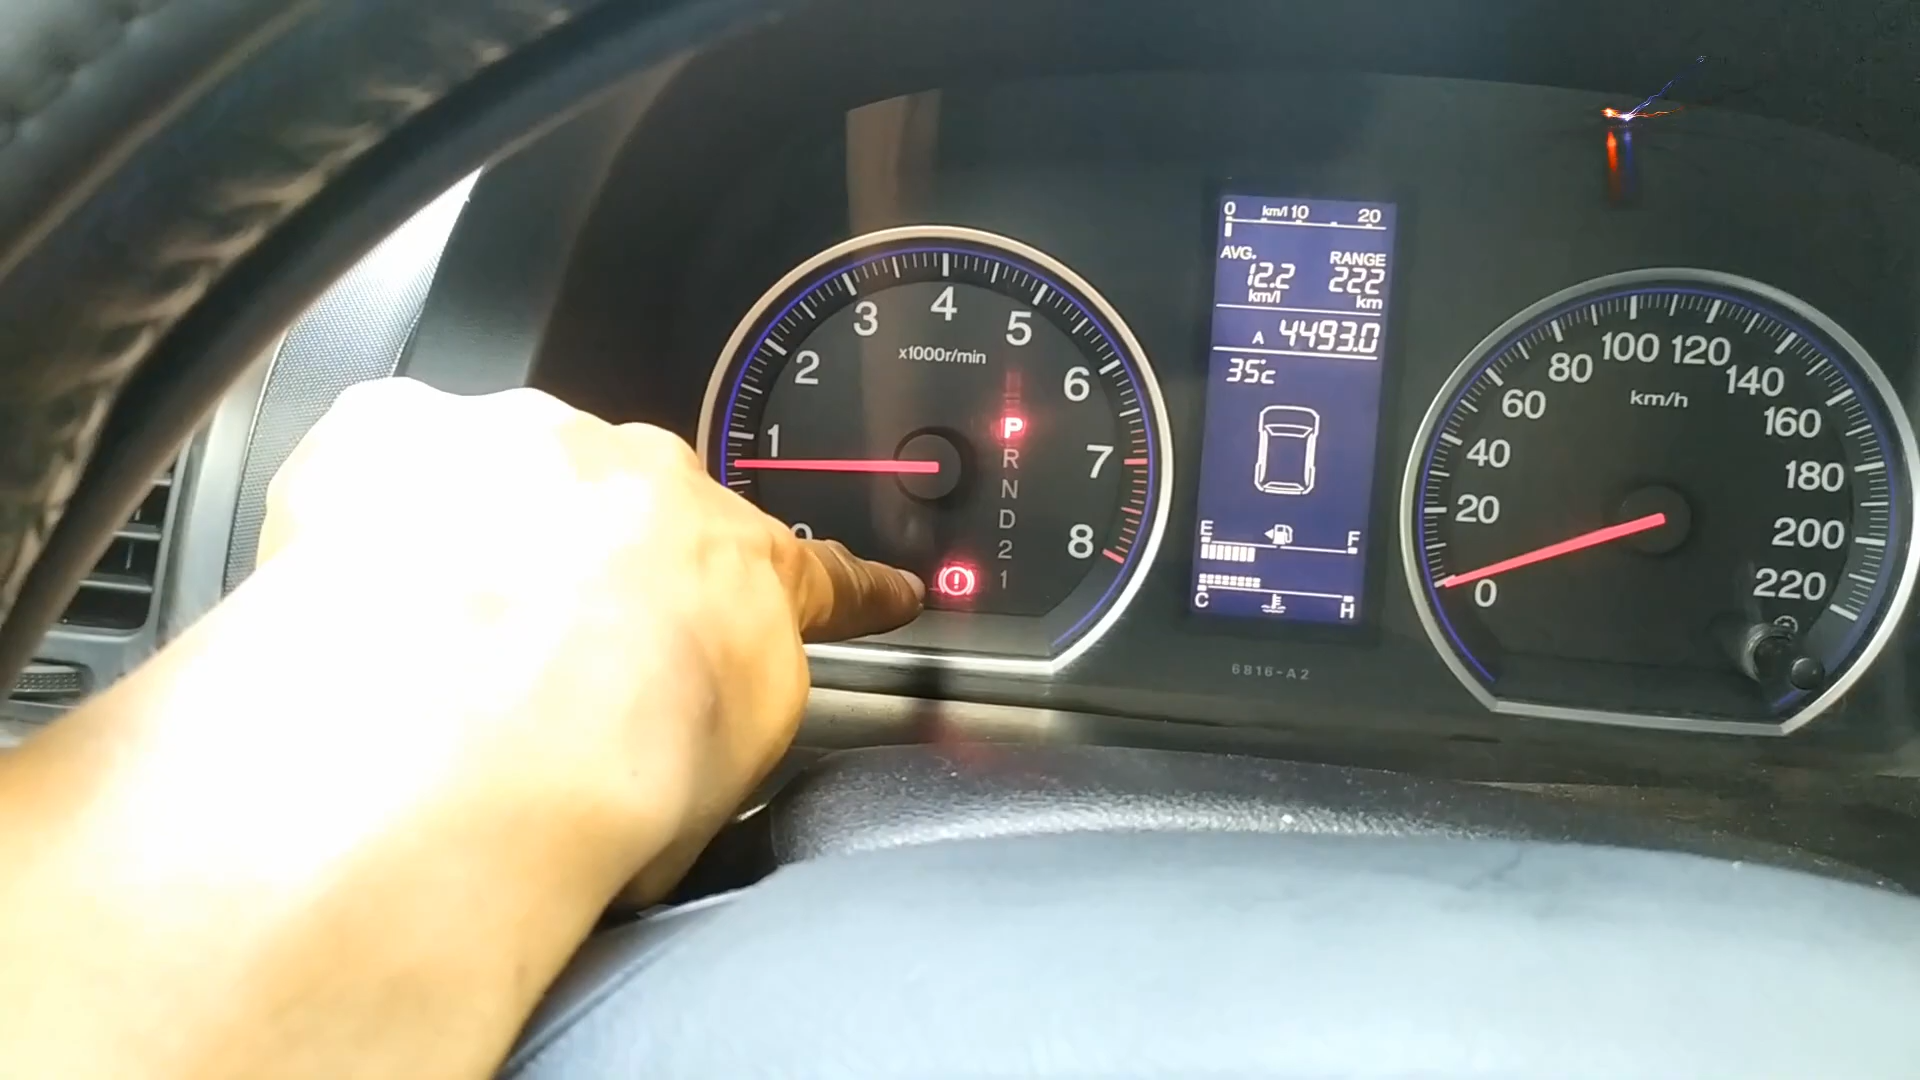 0 km/l 10 20
AVG. RANGE
12.2 222
km/l km
A 4493.0
35c
E F
C H
1 2 3 4 5 6 7 8
x1000r/min
P
R
N
D
2
1
0 20 40 60 80 100 120 140 160 180 200 220
km/h
6816-A2